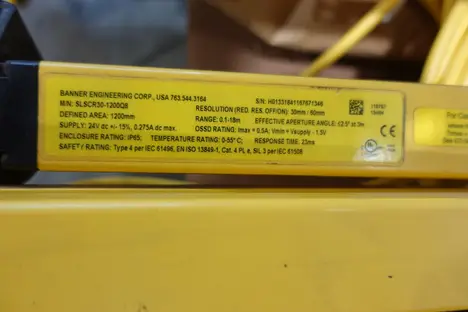 BANNER ENGINEERING CORP., USA 763.544.3164
M/N: SLSCR30-1200Q8
DEFINED AREA: 1200mm
SUPPLY: 24V dc +/- 15%, 0.275A dc max.
ENCLOSURE RATING: IP65; TEMPERATURE RATING: 0-55° C; RESPONSE TIME: 23ms
SAFETY RATING: Type 4 per IEC 61496, EN ISO 13849-1, Cat. 4 PL e, SIL 3 per IEC 61508
RESOLUTION (RED. RES. OFF/ON): 30mm / 60mm
RANGE: 0.1-18m EFFECTIVE APERTURE ANGLE: ±2.5° at 3m
OSSD RATING: Imax = 0.5A; Vmin = Vsupply - 1.5V
CE
UL